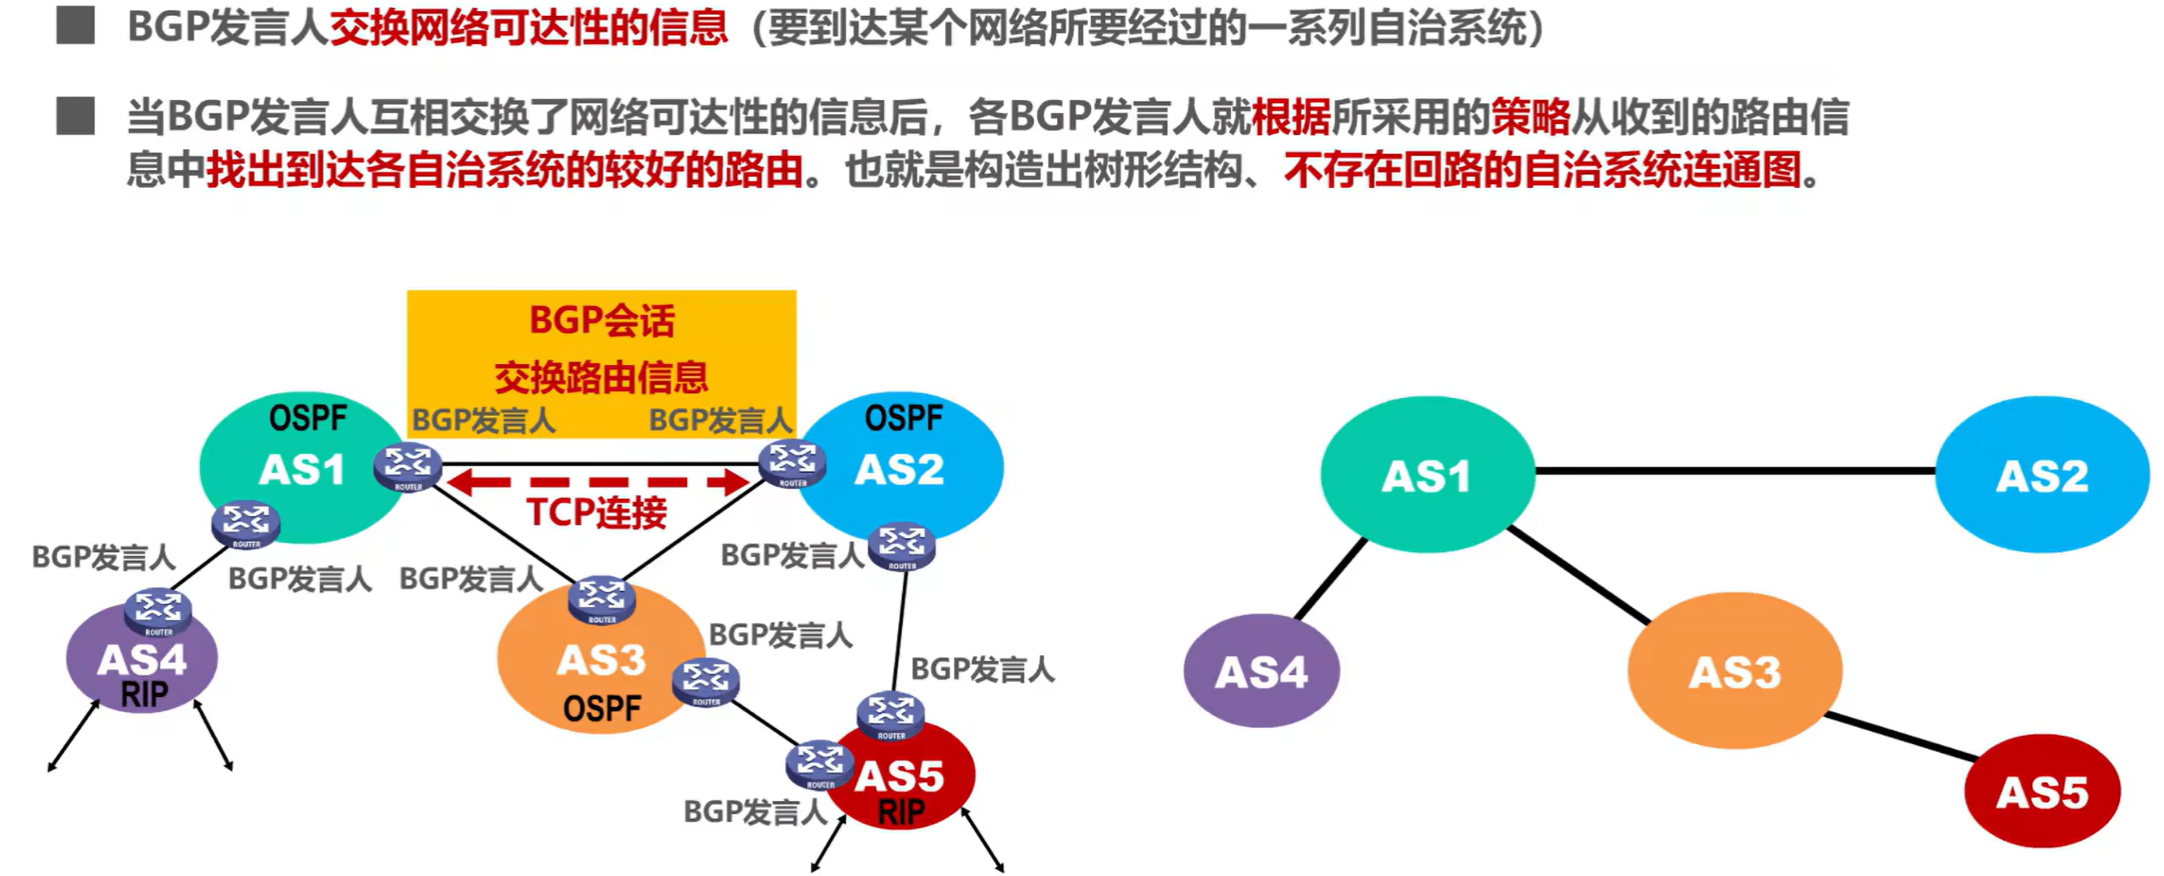 BGP发言人交换网络可达性的信息（要到达某个网络所要经过的一系列自治系统）
当BGP发言人互相交换了网络可达性的信息后，各BGP发言人就根据所采用的策略从收到的路由信
息中找出到达各自治系统的较好的路由。也就是构造出树形结构、不存在回路的自治系统连通图。
BGP会话
交换路由信息
BGP发言人
BGP发言人
OSPF
AS1
ROUTER
ROUTER
OSPF
AS2
TCP连接
ROUTER
BGP发言人
BGP发言人
BGP发言人
BGP发言人
ROUTER
ROUTER
ROUTER
AS4
RIP
AS3
OSPF
BGP发言人
ROUTER
BGP发言人
ROUTER
ROUTER
AS5
RIP
BGP发言人
AS1
AS2
AS4
AS3
AS5